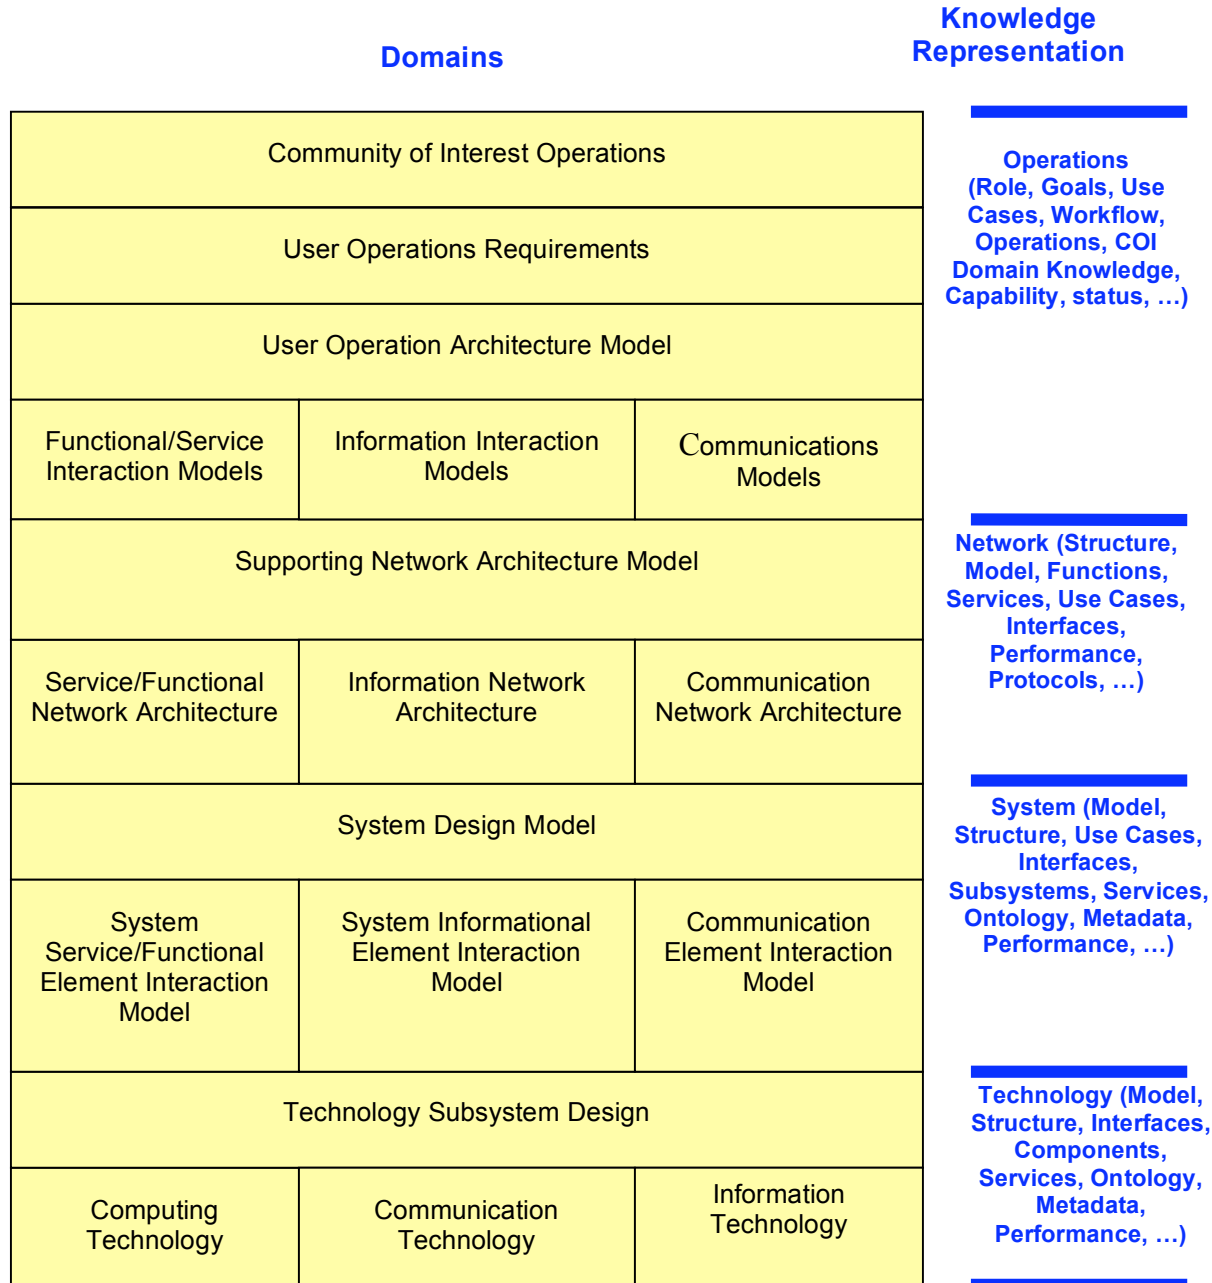 Domains
Knowledge
Representation
Community of Interest Operations
User Operations Requirements
User Operation Architecture Model
Functional/Service
Interaction Models
Information Interaction
Models
Communications
Models
Supporting Network Architecture Model
Service/Functional
Network Architecture
Information Network
Architecture
Communication
Network Architecture
System Design Model
System
Service/Functional
Element Interaction
Model
System Informational
Element Interaction
Model
Communication
Element Interaction
Model
Technology Subsystem Design
Computing
Technology
Communication
Technology
Information
Technology
Operations
(Role, Goals, Use
Cases, Workflow,
Operations, COI
Domain Knowledge,
Capability, status, …)
Network (Structure,
Model, Functions,
Services, Use Cases,
Interfaces,
Performance,
Protocols, …)
System (Model,
Structure, Use Cases,
Interfaces,
Subsystems, Services,
Ontology, Metadata,
Performance, …)
Technology (Model,
Structure, Interfaces,
Components,
Services, Ontology,
Metadata,
Performance, …)